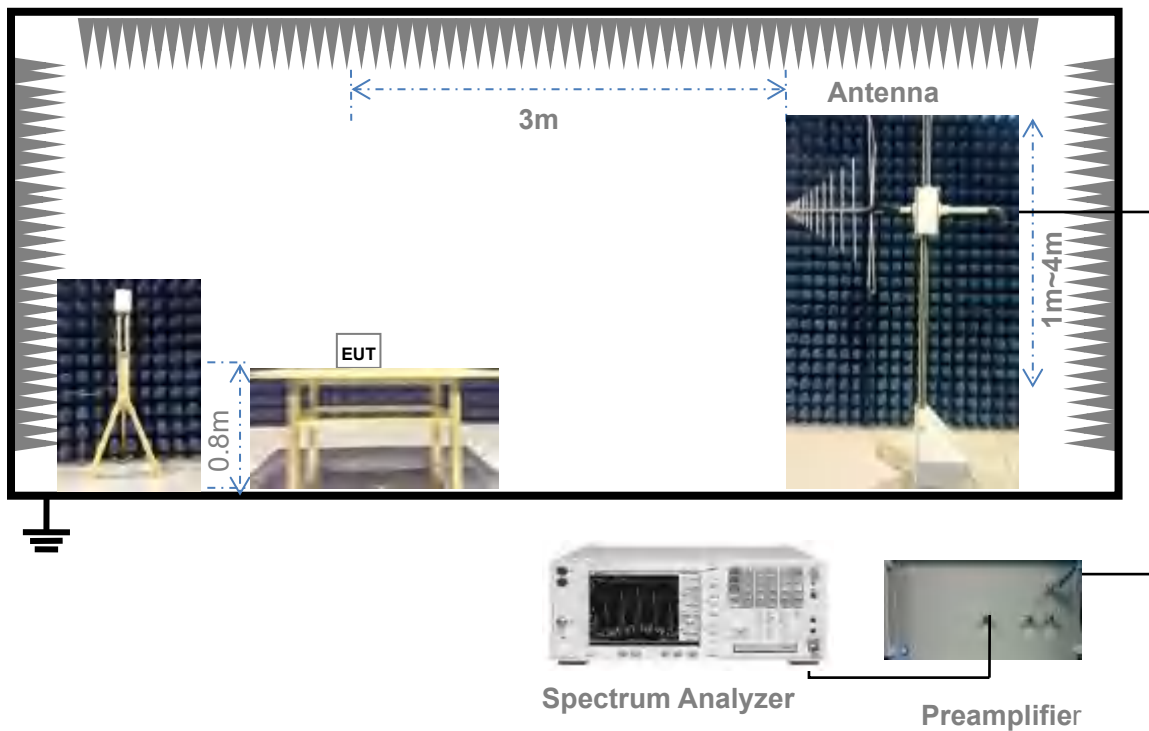 Antenna
3m
1m~4m
EUT
0.8m
Spectrum Analyzer
Preamplifier